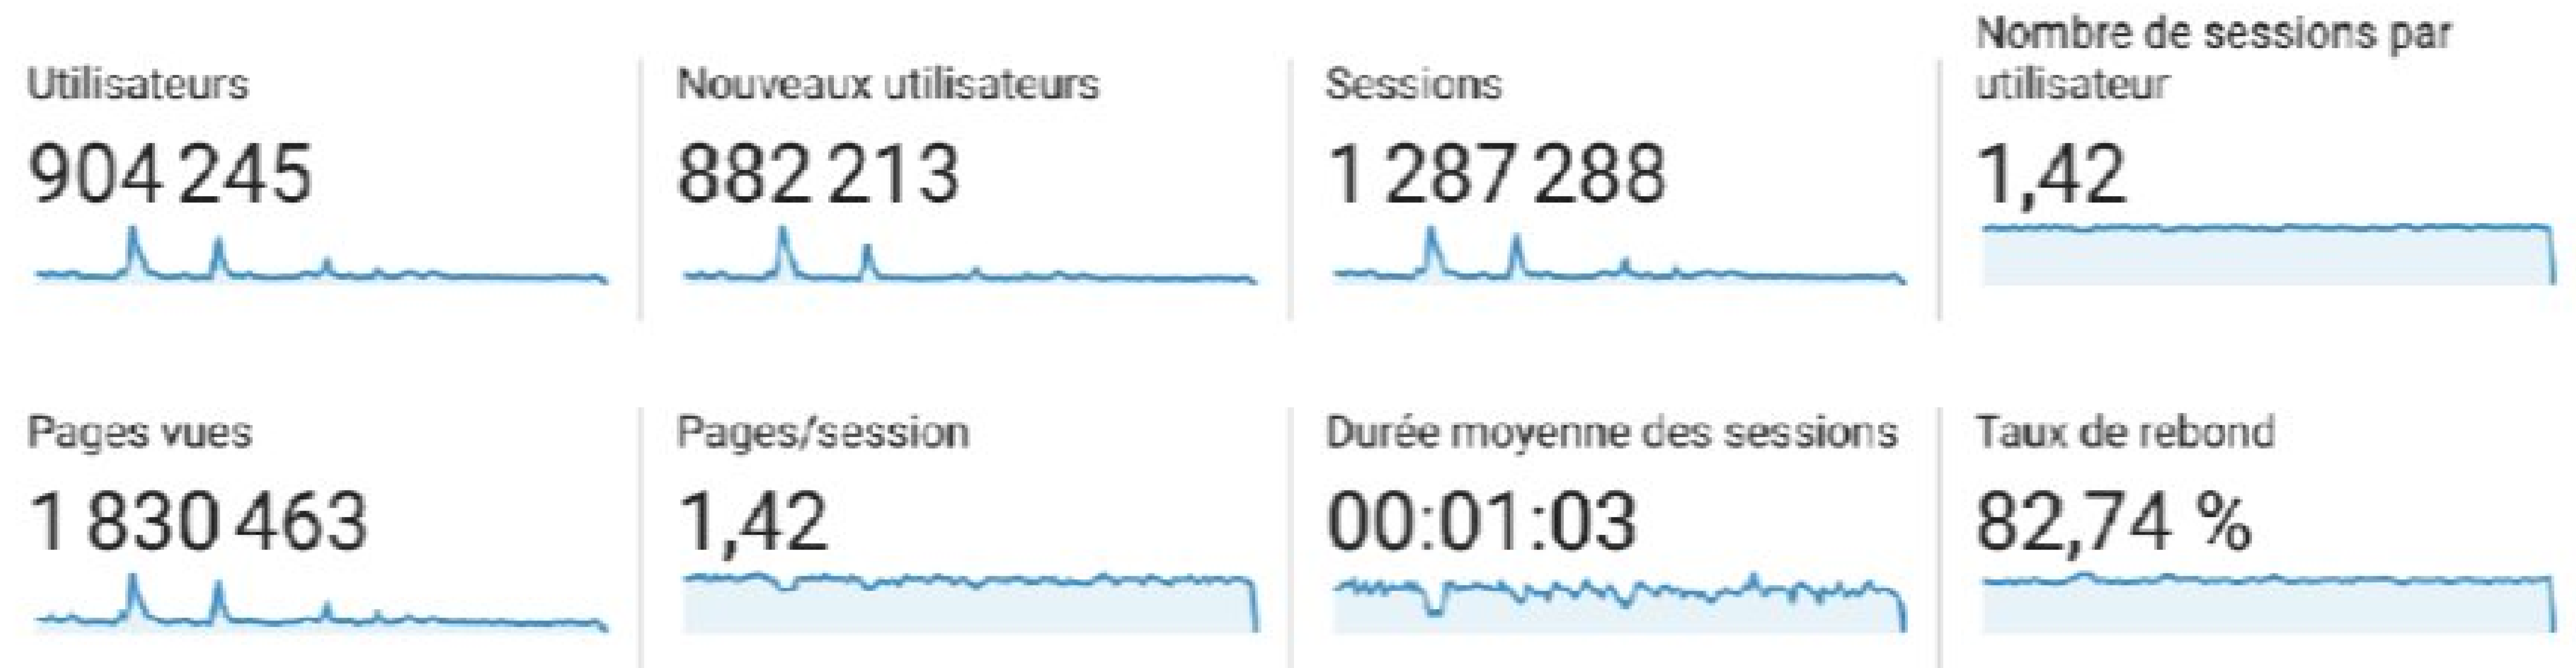 Utilisateurs
904 245
Nouveaux utilisateurs
882 213
Sessions
1 287 288
Nombre de sessions par
utilisateur
1,42
Pages vues
1 830 463
Pages/session
1,42
Durée moyenne des sessions
00:01:03
Taux de rebond
82,74 %